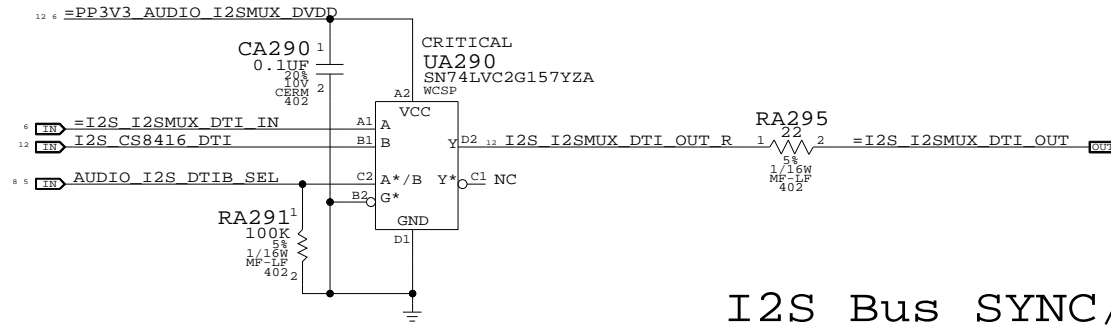 12 6 =PP3V3_AUDIO_I2SMUX_DVDD
CA290 1
0.1UF
20%
10V
CERM
402
2
CRITICAL
UA290
SN74LVC2G157YZA
WCSP
A2
VCC
6 IN =I2S_I2SMUX_DTI_IN A1 A
12 IN I2S_CS8416_DTI B1 B
Y D2 12 I2S_I2SMUX_DTI_OUT_R
RA295
1 22 2
5%
1/16W
MF-LF
402
=I2S_I2SMUX_DTI_OUT OUT
8 5 IN AUDIO_I2S_DTIB_SEL C2 A*/B
Y* C1 NC
B2 G*
GND
D1
RA291 1
100K
5%
1/16W
MF-LF
402 2
I2S Bus SYNC/